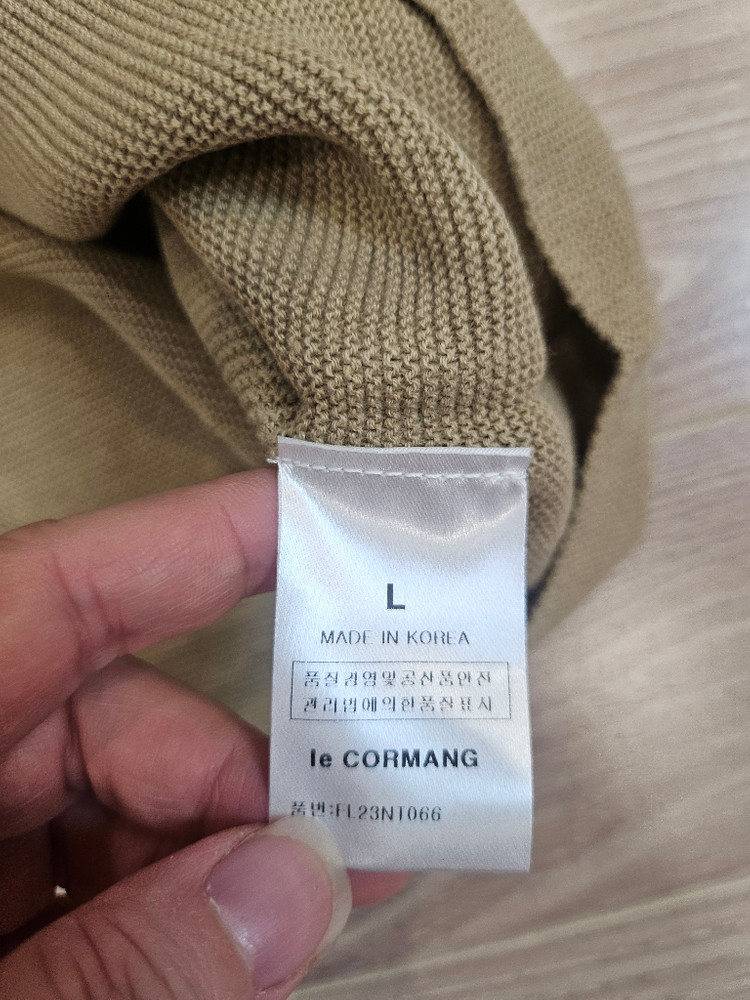 L
MADE IN KOREA
품질경영및공산품안전
관리법에의한품질표시
le CORMANG
품번:FL23NT066